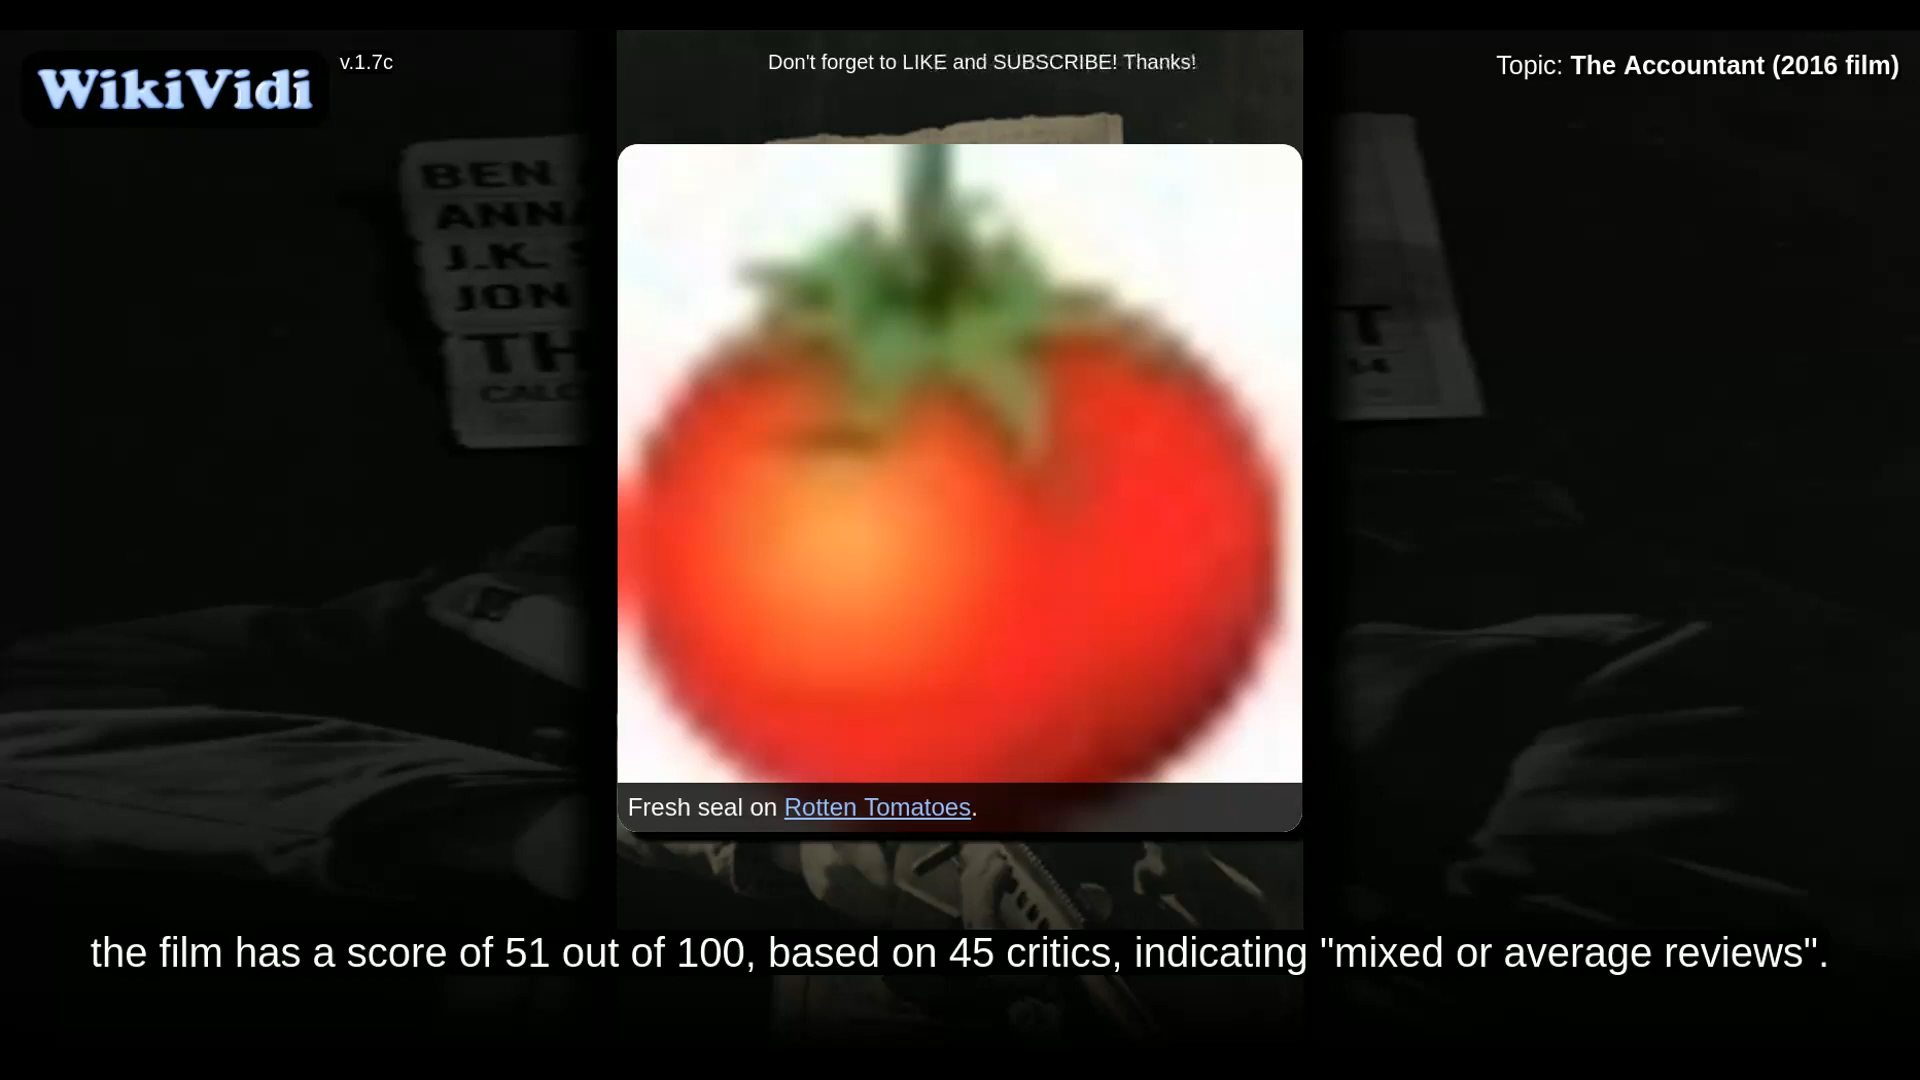 WikiVidi
v.1.7c
Don't forget to LIKE and SUBSCRIBE! Thanks!
Topic: The Accountant (2016 film)
BEN
ANN
J.K.
JON
TH
CALC
T
Fresh seal on Rotten Tomatoes.
the film has a score of 51 out of 100, based on 45 critics, indicating "mixed or average reviews".